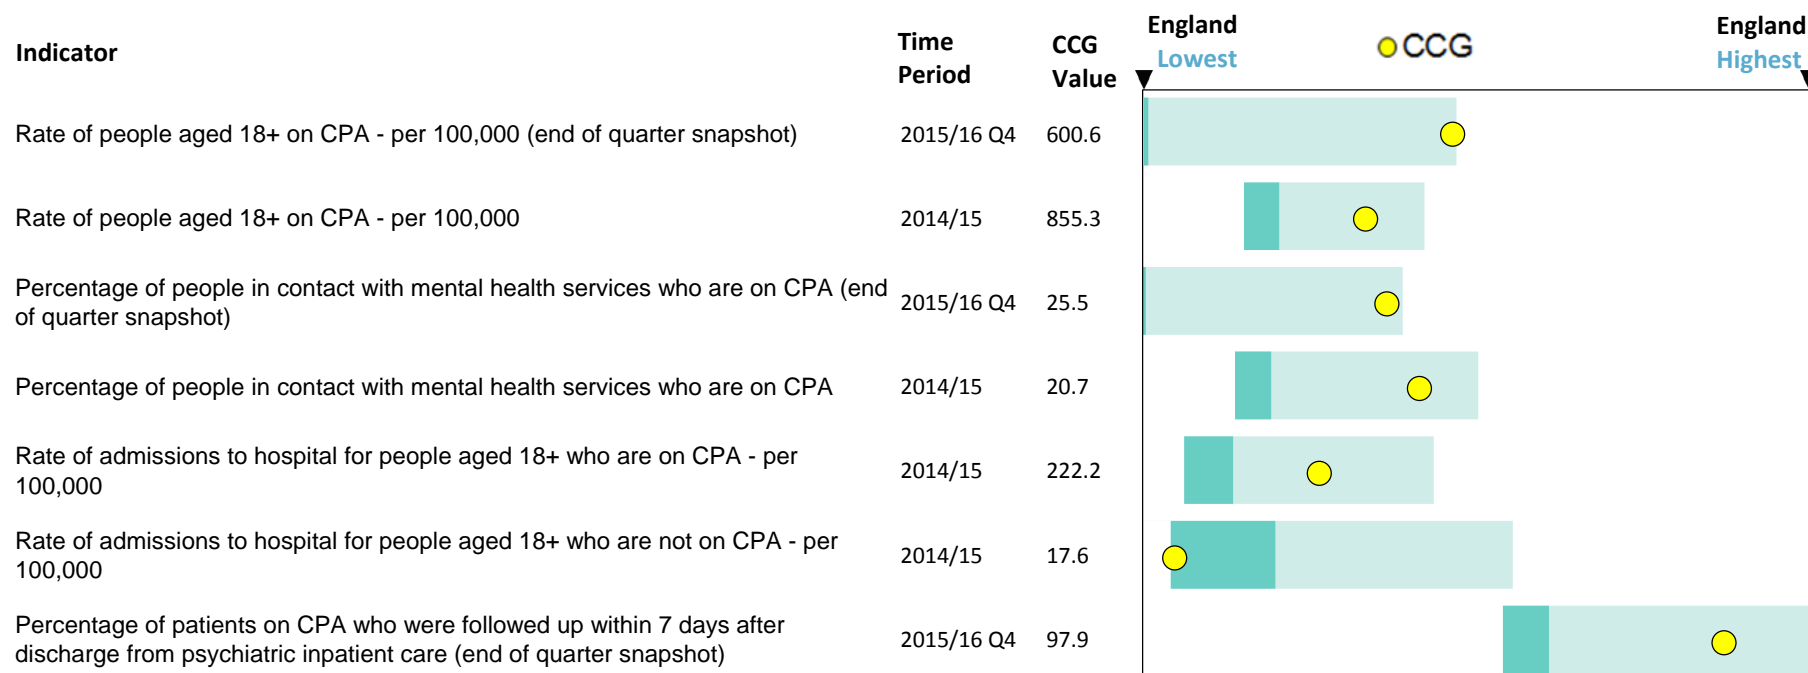 Indicator
Time Period
CCG Value
England Lowest
CCG
England Highest
Rate of people aged 18+ on CPA - per 100,000 (end of quarter snapshot)
2015/16 Q4
600.6
Rate of people aged 18+ on CPA - per 100,000
2014/15
855.3
Percentage of people in contact with mental health services who are on CPA (end
of quarter snapshot)
2015/16 Q4
25.5
Percentage of people in contact with mental health services who are on CPA
2014/15
20.7
Rate of admissions to hospital for people aged 18+ who are on CPA - per
100,000
2014/15
222.2
Rate of admissions to hospital for people aged 18+ who are not on CPA - per
100,000
2014/15
17.6
Percentage of patients on CPA who were followed up within 7 days after
discharge from psychiatric inpatient care (end of quarter snapshot)
2015/16 Q4
97.9